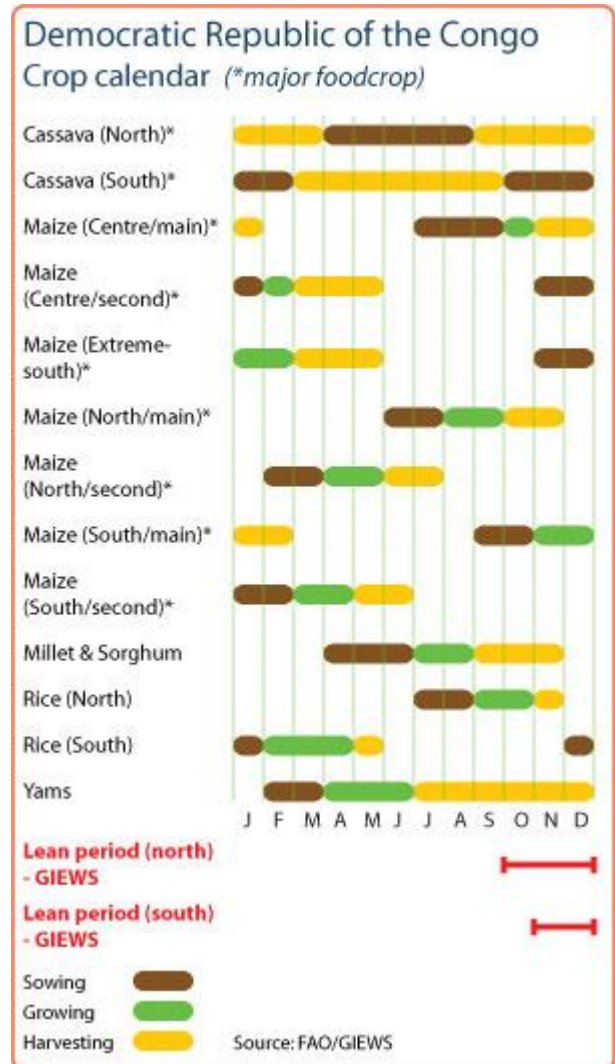 Democratic Republic of the Congo
Crop calendar (*major foodcrop)
Cassava (North)*
Cassava (South)*
Maize (Centre/main)*
Maize
(Centre/second)*
Maize (Extreme-
south)*
Maize (North/main)*
Maize
(North/second)*
Maize (South/main)*
Maize
(South/second)*
Millet & Sorghum
Rice (North)
Rice (South)
Yams
J F M A M J J A S O N D
Lean period (north)
- GIEWS
Lean period (south)
- GIEWS
Sowing
Growing
Harvesting Source: FAO/GIEWS